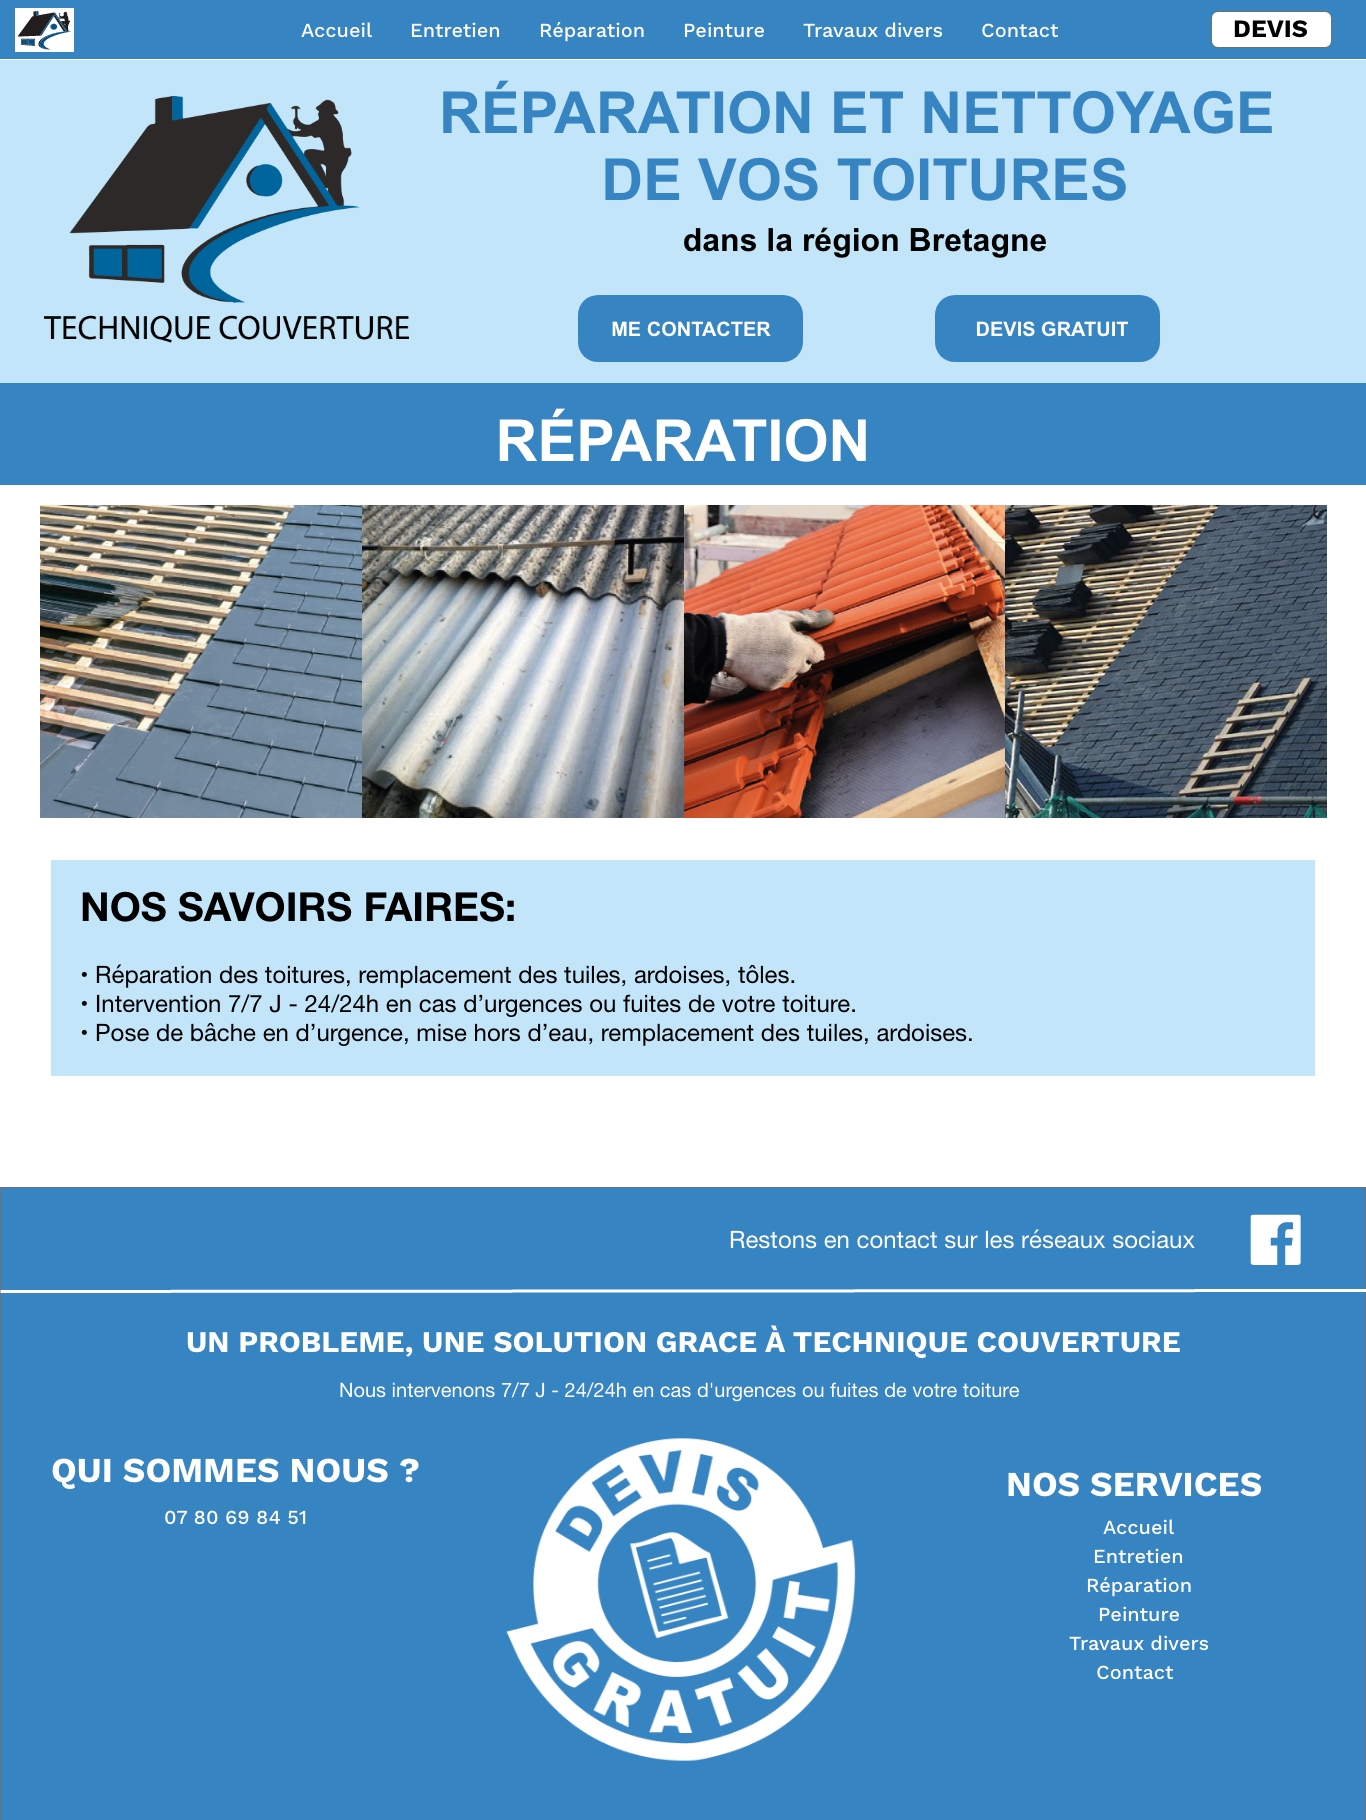 Accueil Entretien Réparation Peinture Travaux divers Contact DEVIS
RÉPARATION ET NETTOYAGE
DE VOS TOITURES
dans la région Bretagne
TECHNIQUE COUVERTURE
ME CONTACTER DEVIS GRATUIT
RÉPARATION
NOS SAVOIRS FAIRES:
• Réparation des toitures, remplacement des tuiles, ardoises, tôles.
• Intervention 7/7 J - 24/24h en cas d’urgences ou fuites de votre toiture.
• Pose de bâche en d’urgence, mise hors d’eau, remplacement des tuiles, ardoises.
Restons en contact sur les réseaux sociaux
UN PROBLEME, UNE SOLUTION GRACE À TECHNIQUE COUVERTURE
Nous intervenons 7/7 J - 24/24h en cas d'urgences ou fuites de votre toiture
QUI SOMMES NOUS ?
07 80 69 84 51
DEVIS
GRATUIT
NOS SERVICES
Accueil
Entretien
Réparation
Peinture
Travaux divers
Contact